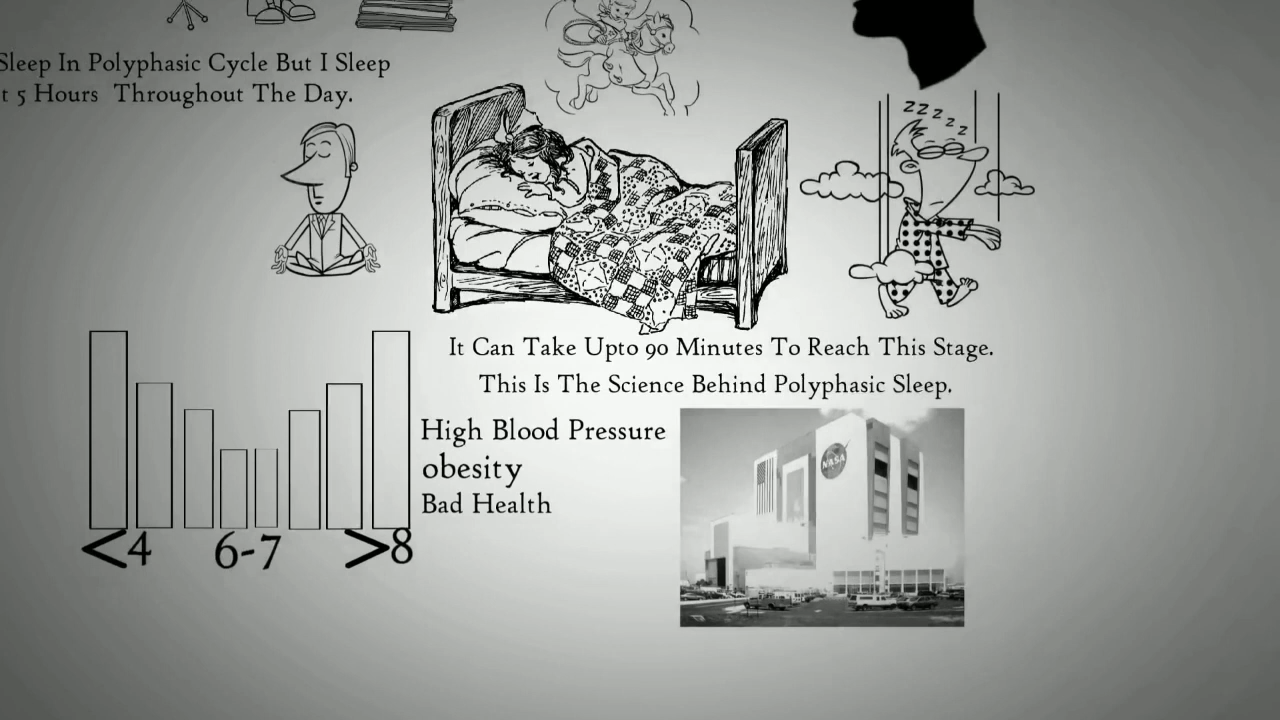 Sleep In Polyphasic Cycle But I Sleep
t 5 Hours Throughout The Day.
zzzzz
It Can Take Upto 90 Minutes To Reach This Stage.
This Is The Science Behind Polyphasic Sleep.
High Blood Pressure
obesity
Bad Health
NASA
<4 6-7 >8